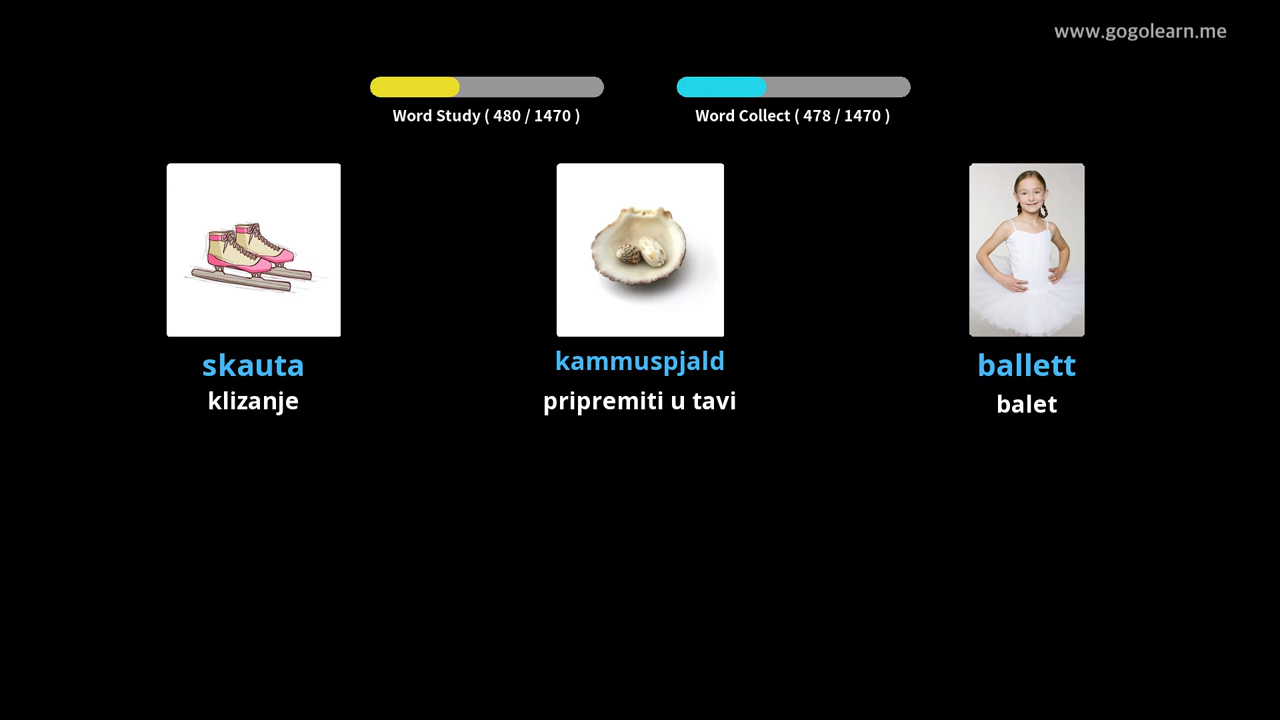 www.gogolearn.me
Word Study ( 480 / 1470 )
Word Collect ( 478 / 1470 )
skauta
kammuspjald
ballett
klizanje
pripremiti u tavi
balet